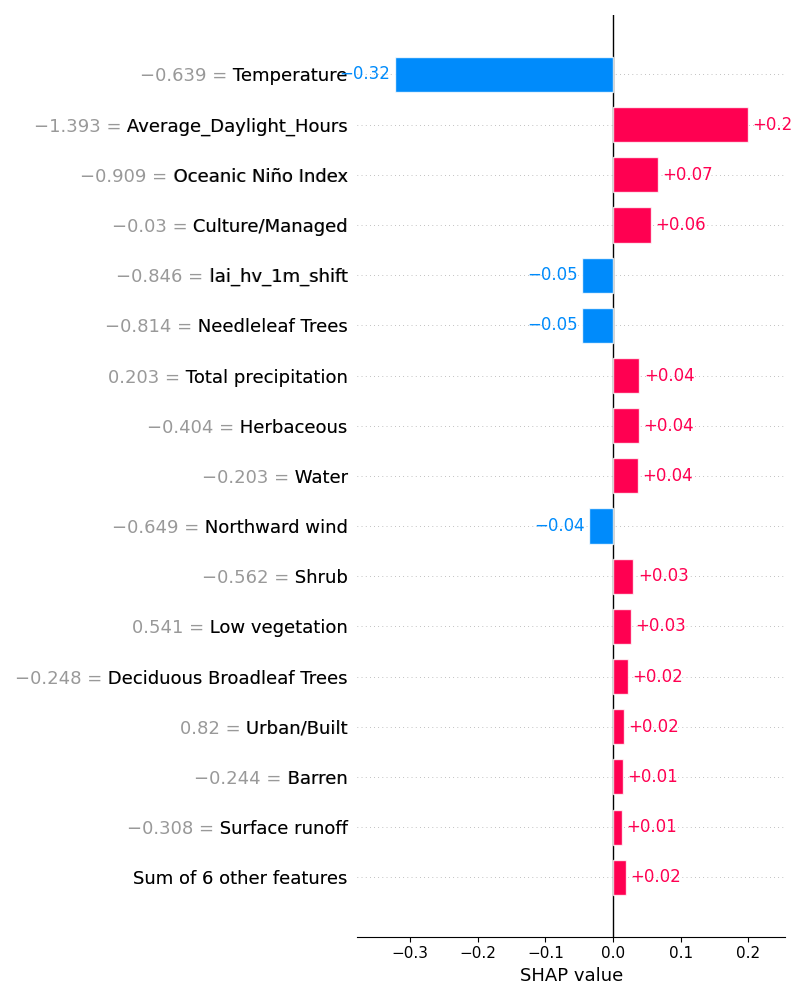 −0.639 = Temperature −0.32
−1.393 = Average_Daylight_Hours +0.2
−0.909 = Oceanic Niño Index +0.07
−0.03 = Culture/Managed +0.06
−0.846 = lai_hv_1m_shift −0.05
−0.814 = Needleleaf Trees −0.05
0.203 = Total precipitation +0.04
−0.404 = Herbaceous +0.04
−0.203 = Water +0.04
−0.649 = Northward wind −0.04
−0.562 = Shrub +0.03
0.541 = Low vegetation +0.03
−0.248 = Deciduous Broadleaf Trees +0.02
0.82 = Urban/Built +0.02
−0.244 = Barren +0.01
−0.308 = Surface runoff +0.01
Sum of 6 other features +0.02
−0.3 −0.2 −0.1 0.0 0.1 0.2
SHAP value